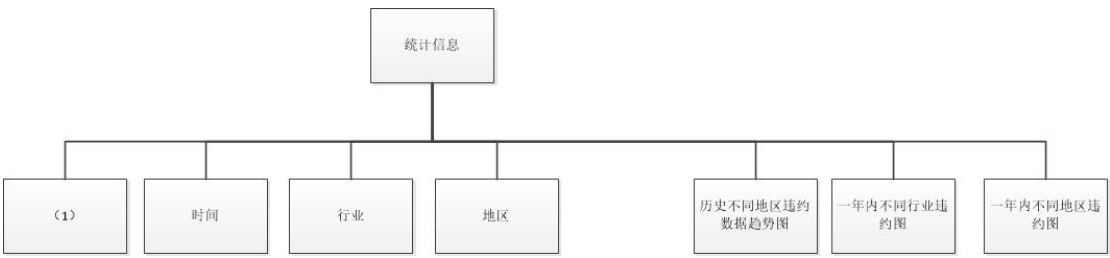 统计信息
（1）
时间
行业
地区
历史不同地区违约
数据趋势图
一年内不同行业违
约图
一年内不同地区违
约图